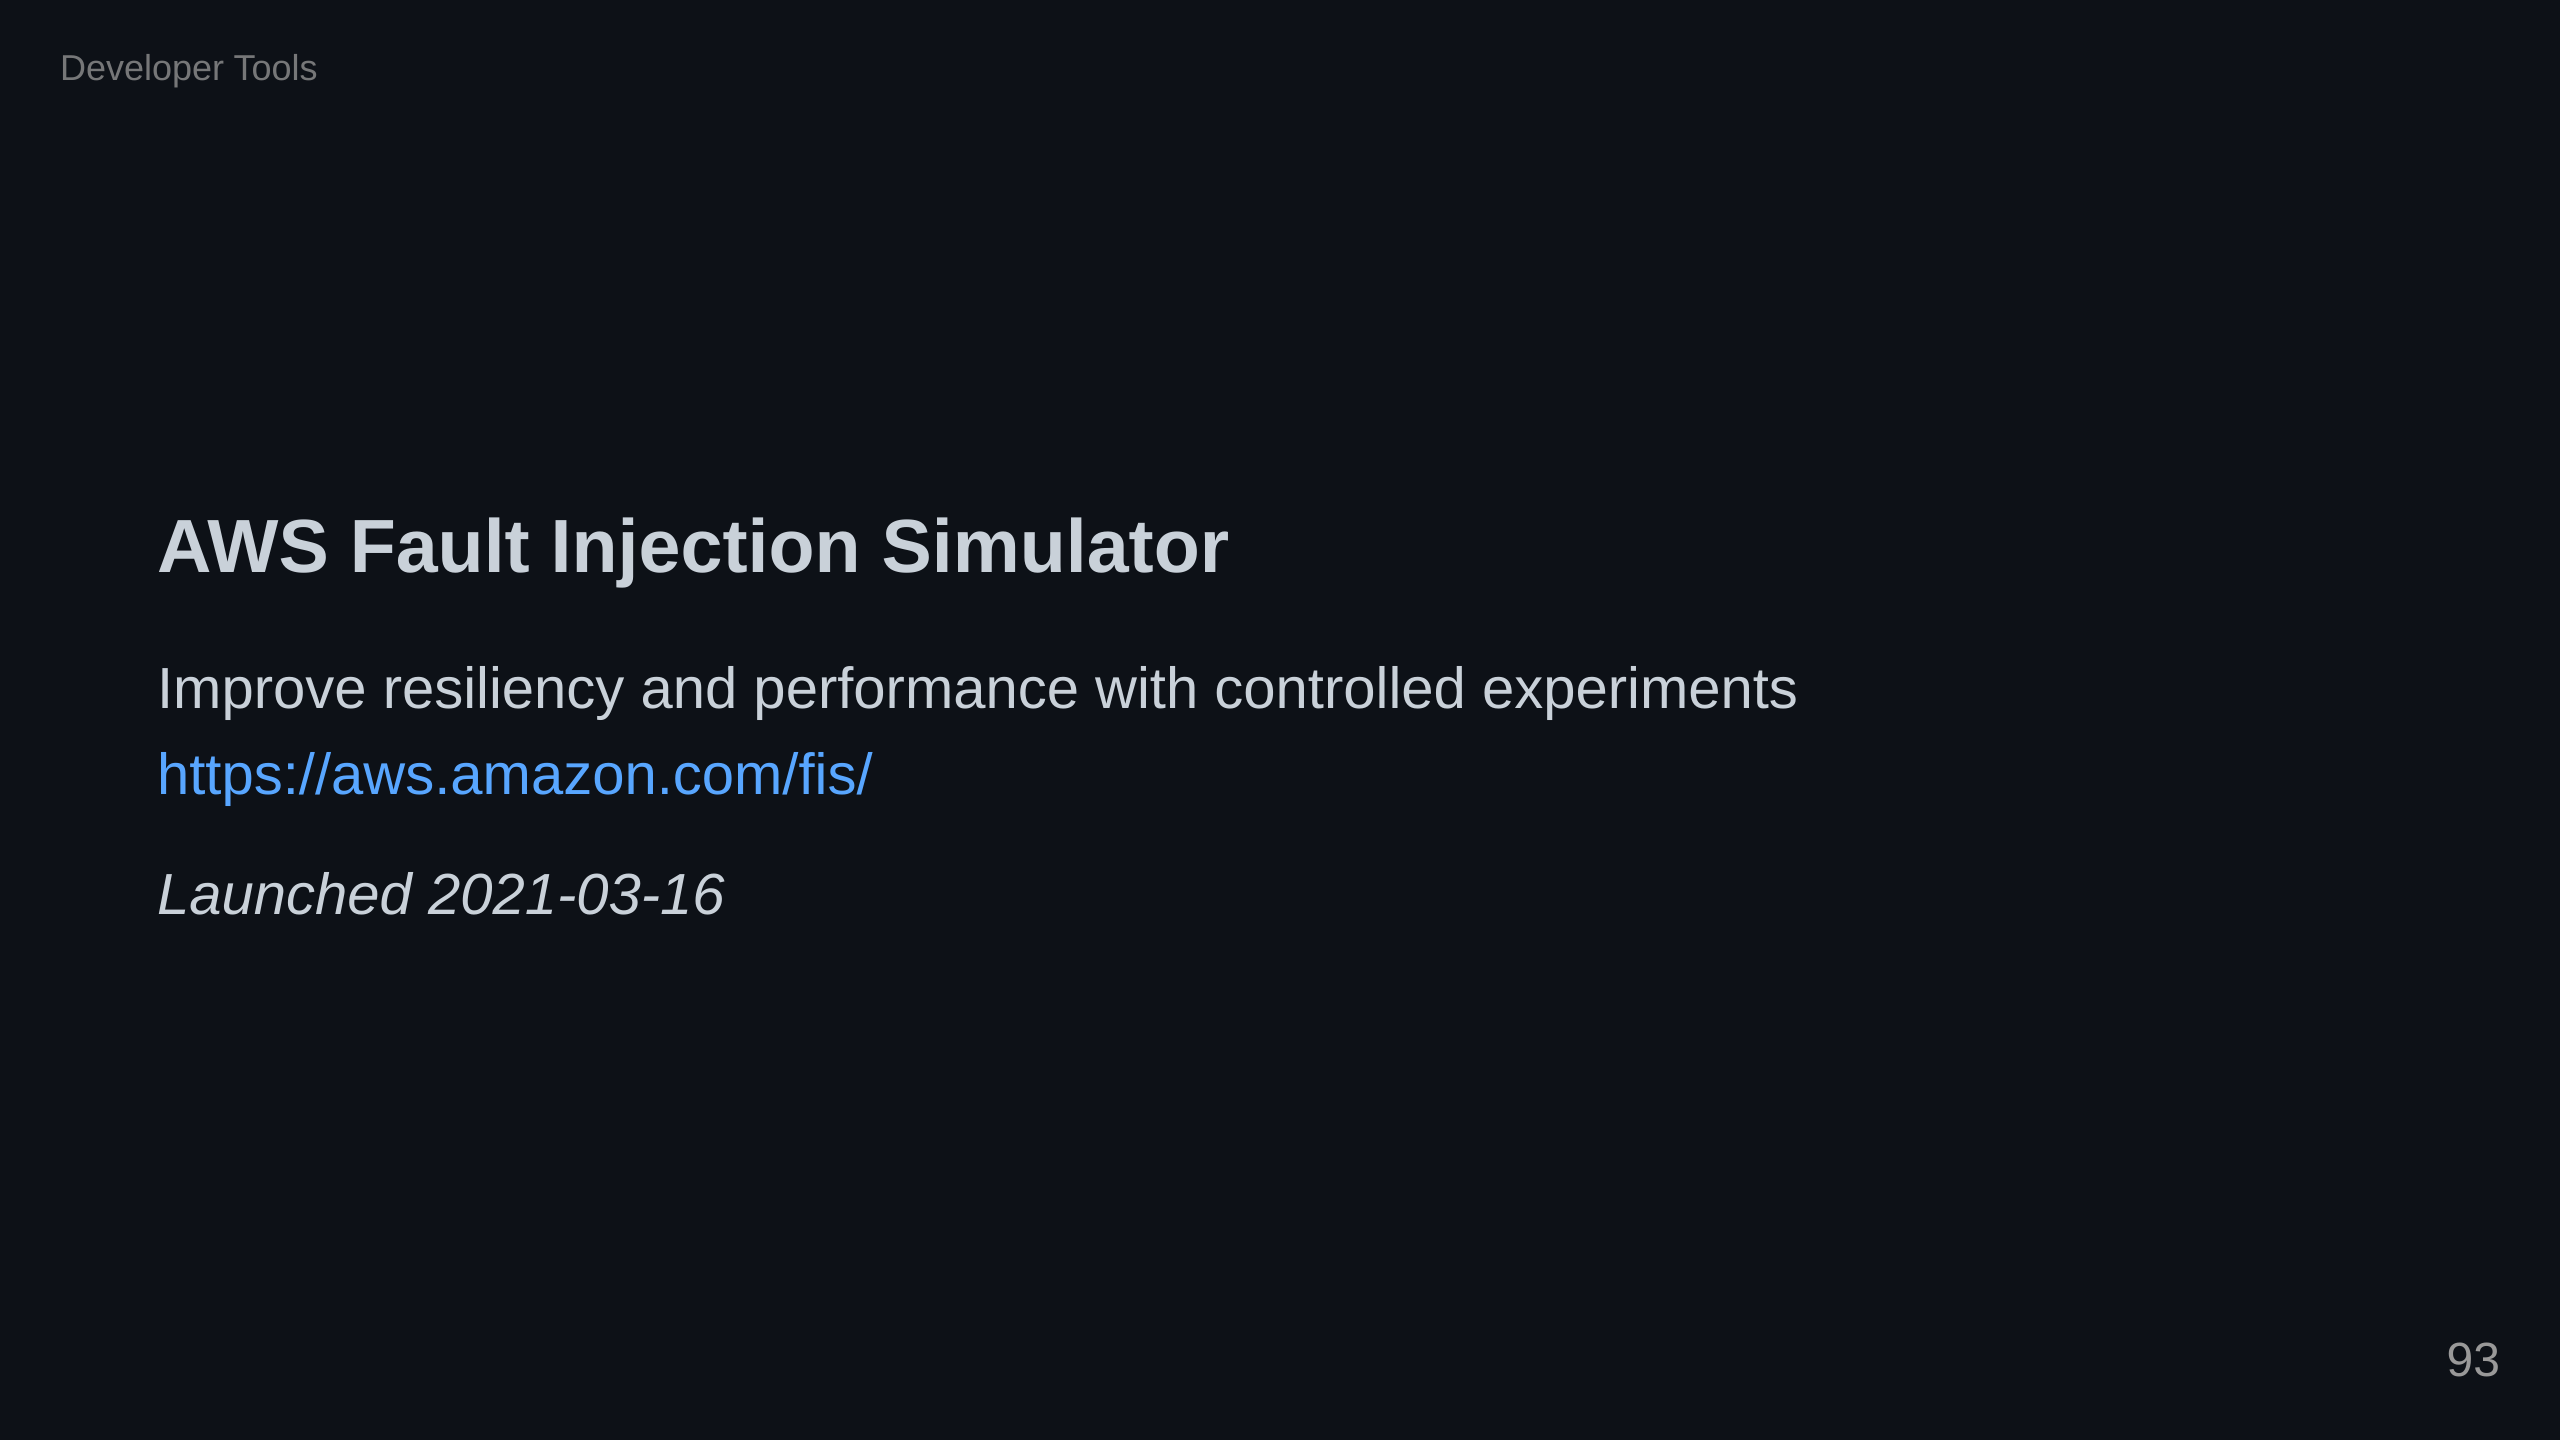 Developer Tools
AWS Fault Injection Simulator
Improve resiliency and performance with controlled experiments
https://aws.amazon.com/fis/
Launched 2021-03-16
93